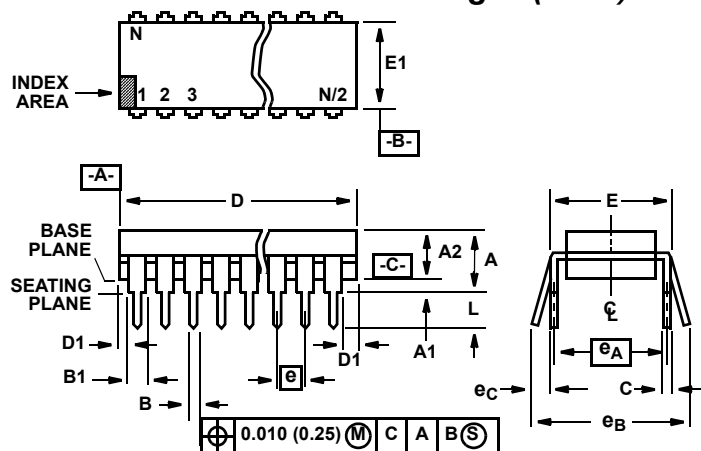 N
E1
INDEX
AREA
1 2 3 N/2
-B-
-A-
D
E
BASE
PLANE
A2 A
-C-
SEATING
PLANE
L
D1 A1 D1
B1 e
eA
eC C
B
eB
⌖ 0.010 (0.25) Ⓜ C A B Ⓢ
℄